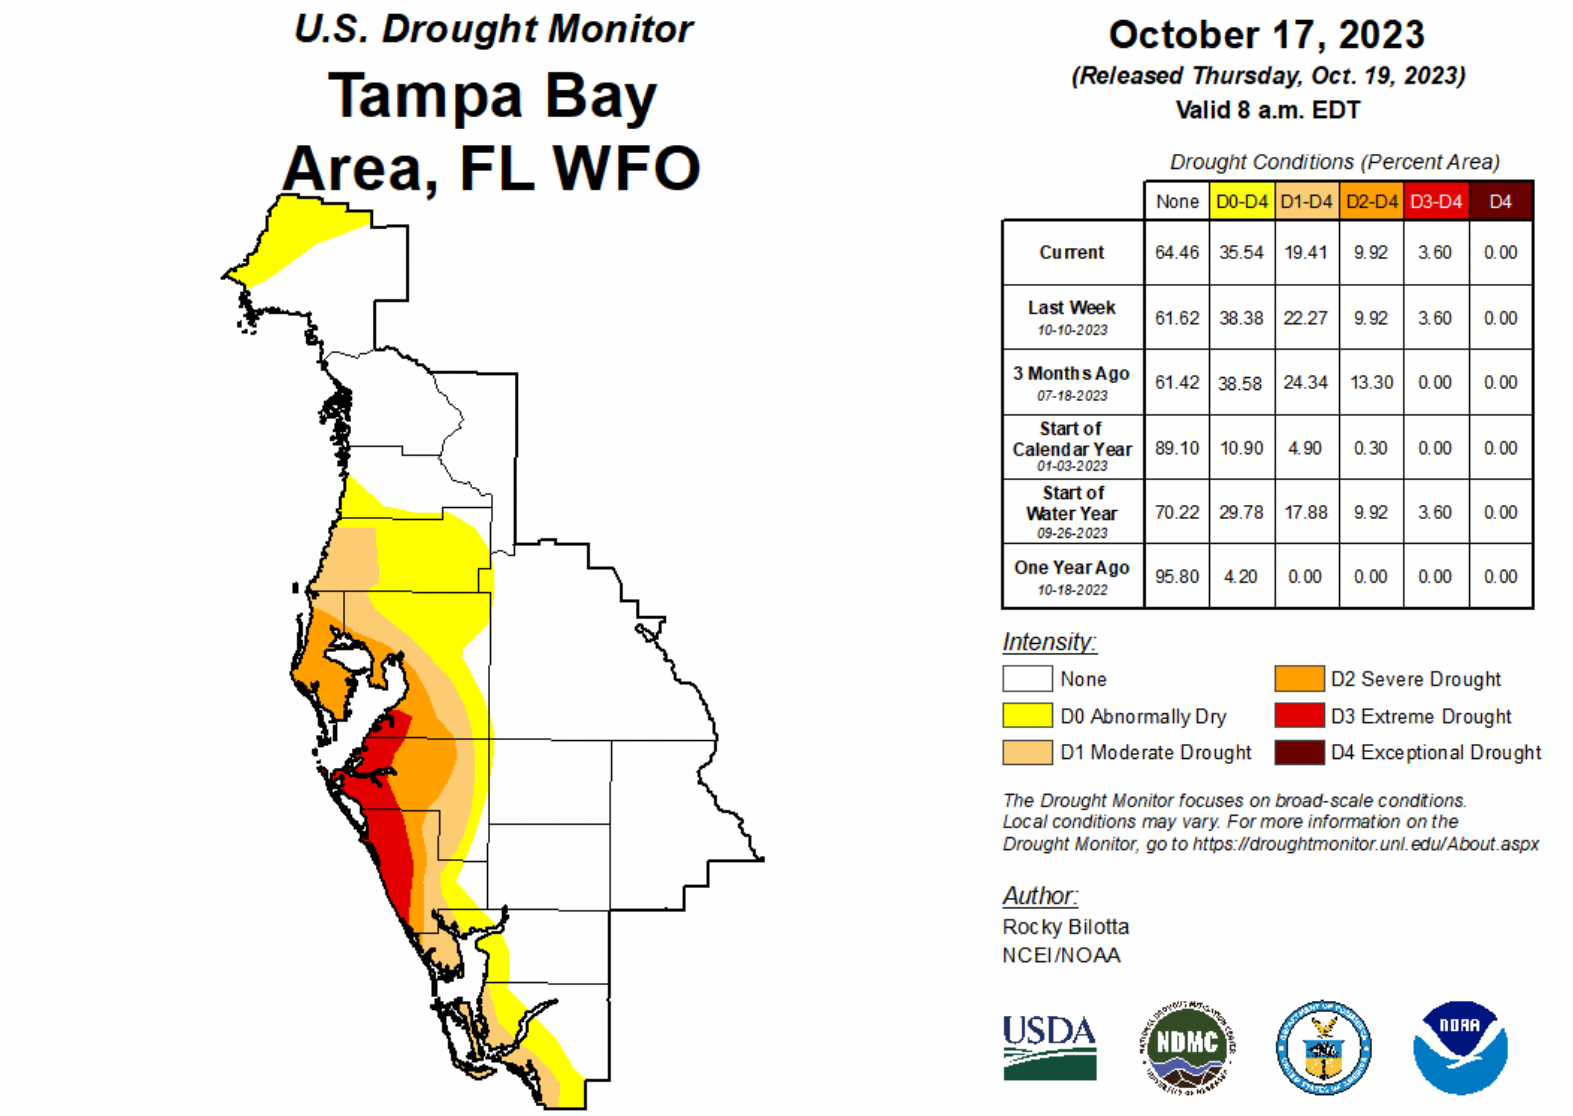 U.S. Drought Monitor
Tampa Bay
Area, FL WFO
October 17, 2023
(Released Thursday, Oct. 19, 2023)
Valid 8 a.m. EDT
Drought Conditions (Percent Area)
None D0-D4 D1-D4 D2-D4 D3-D4 D4
Current 64.46 35.54 19.41 9.92 3.60 0.00
Last Week
10-10-2023 61.62 38.38 22.27 9.92 3.60 0.00
3 Months Ago
07-18-2023 61.42 38.58 24.34 13.30 0.00 0.00
Start of
Calendar Year
01-03-2023 89.10 10.90 4.90 0.30 0.00 0.00
Start of
Water Year
09-26-2023 70.22 29.78 17.88 9.92 3.60 0.00
One Year Ago
10-18-2022 95.80 4.20 0.00 0.00 0.00 0.00
Intensity:
None
D0 Abnormally Dry
D1 Moderate Drought
D2 Severe Drought
D3 Extreme Drought
D4 Exceptional Drought
The Drought Monitor focuses on broad-scale conditions.
Local conditions may vary. For more information on the
Drought Monitor, go to https://droughtmonitor.unl.edu/About.aspx
Author:
Rocky Bilotta
NCEI/NOAA
USDA
NDMC
NOAA